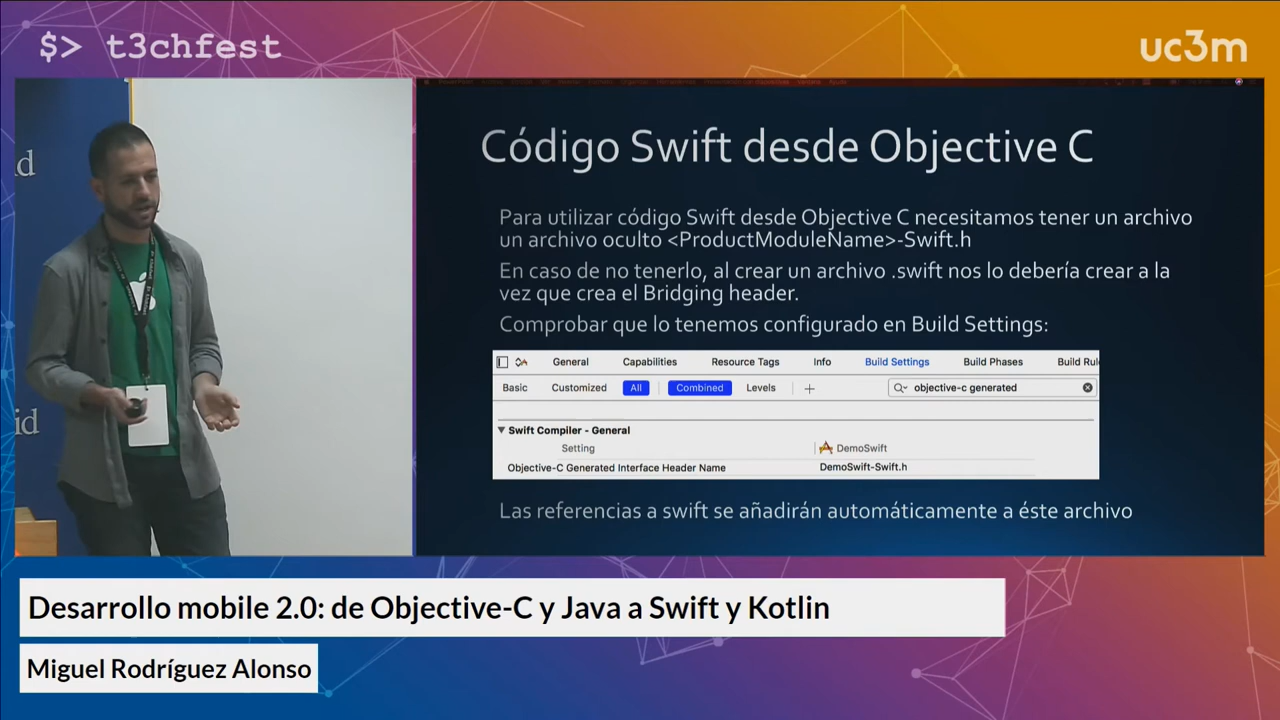 $> t3chfest
uc3m
id
id
Código Swift desde Objective C
Para utilizar código Swift desde Objective C necesitamos tener un archivo
un archivo oculto <ProductModuleName>-Swift.h
En caso de no tenerlo, al crear un archivo .swift nos lo debería crear a la
vez que crea el Bridging header.
Comprobar que lo tenemos configurado en Build Settings:
General Capabilities Resource Tags Info Build Settings Build Phases Build Rul
Basic Customized All Combined Levels + objective-c generated
Swift Compiler - General
Setting DemoSwift
Objective-C Generated Interface Header Name DemoSwift-Swift.h
Las referencias a swift se añadirán automáticamente a éste archivo
Desarrollo mobile 2.0: de Objective-C y Java a Swift y Kotlin
Miguel Rodríguez Alonso